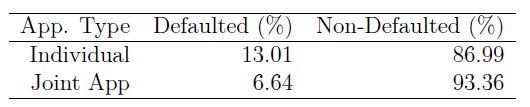 App. Type Defaulted (%) Non-Defaulted (%)
Individual 13.01 86.99
Joint App 6.64 93.36